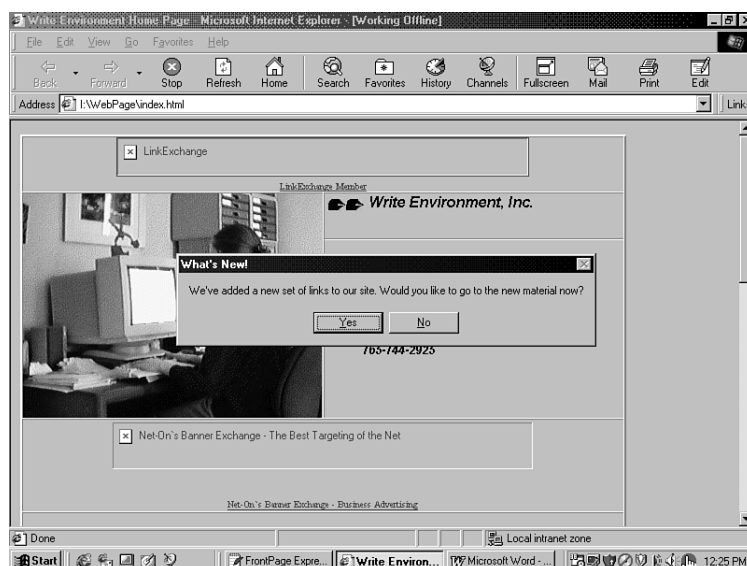 Write Environment Home Page - Microsoft Internet Explorer - [Working Offline]
File Edit View Go Favorites Help
Back Forward Stop Refresh Home Search Favorites History Channels Fullscreen Mail Print Edit
Address I:\WebPage\index.html Link
LinkExchange
LinkExchange Member
Write Environment, Inc.
What's New!
We've added a new set of links to our site. Would you like to go to the new material now?
Yes No
765-744-2925
Net-On's Banner Exchange - The Best Targeting of the Net
Net-On's Banner Exchange - Business Advertising
Done Local intranet zone
Start FrontPage Expre... Write Environ... Microsoft Word - ... 12:25 PM